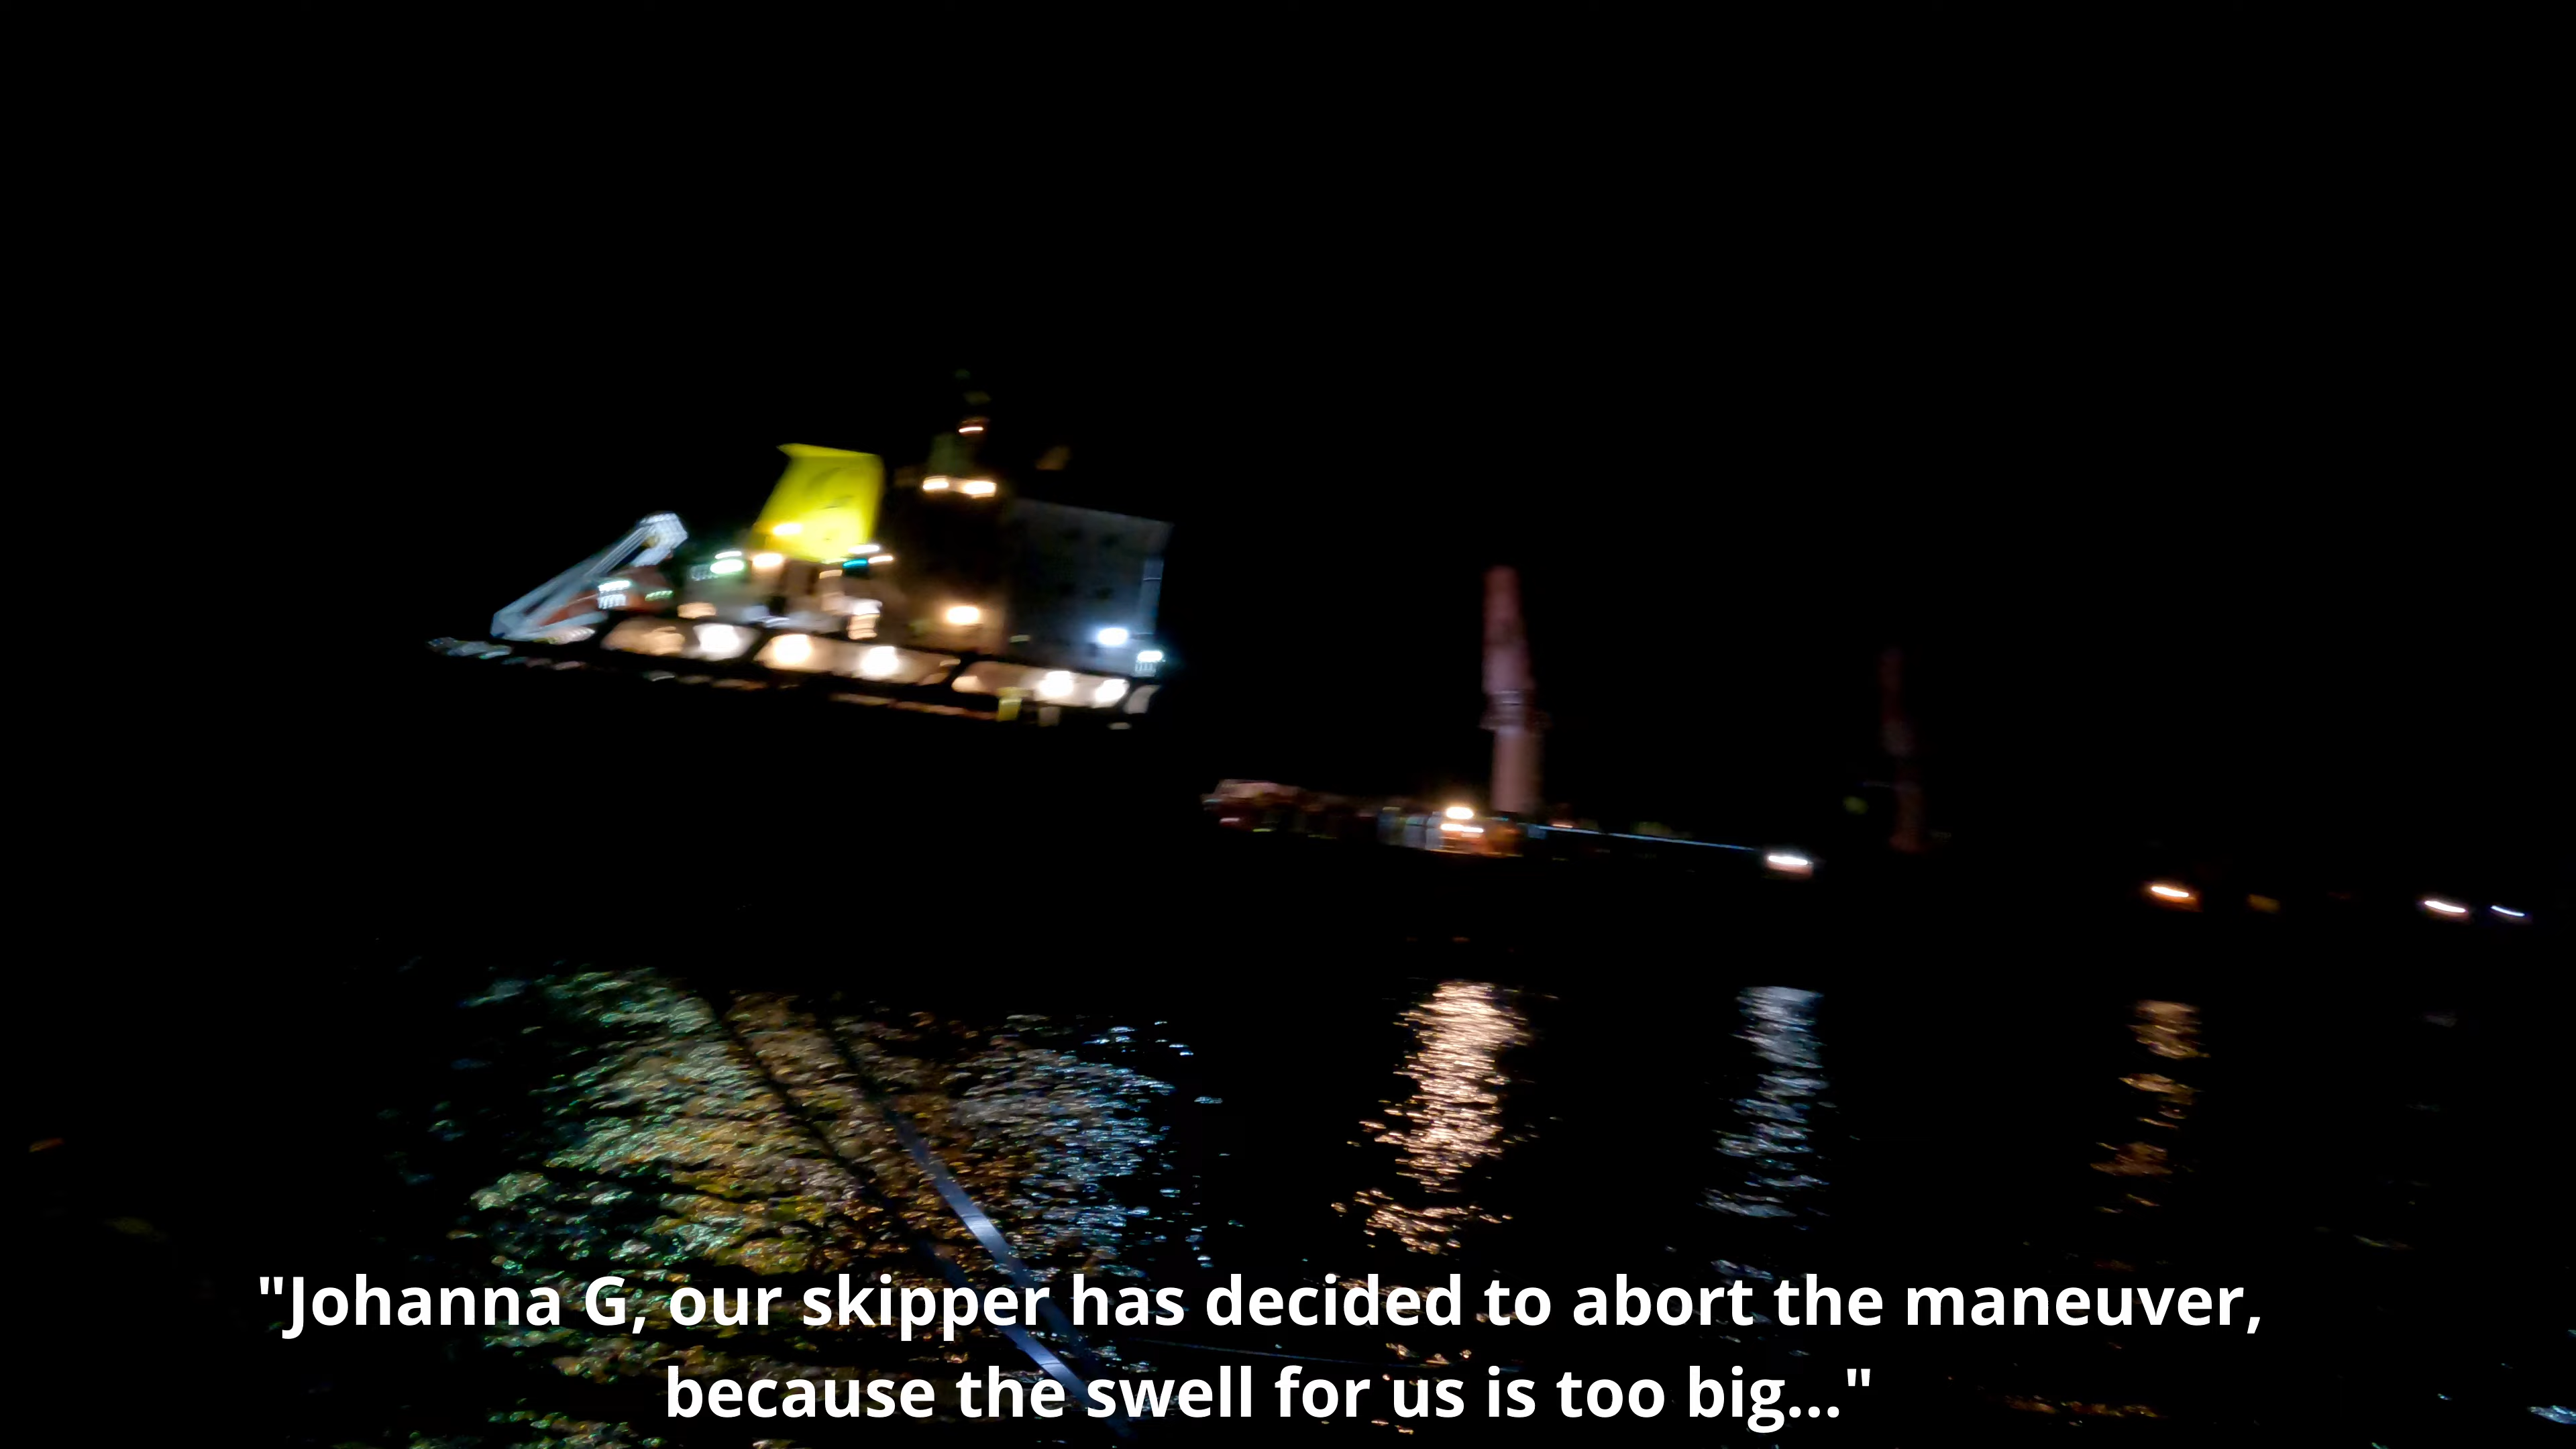 "Johanna G, our skipper has decided to abort the maneuver,
because the swell for us is too big..."